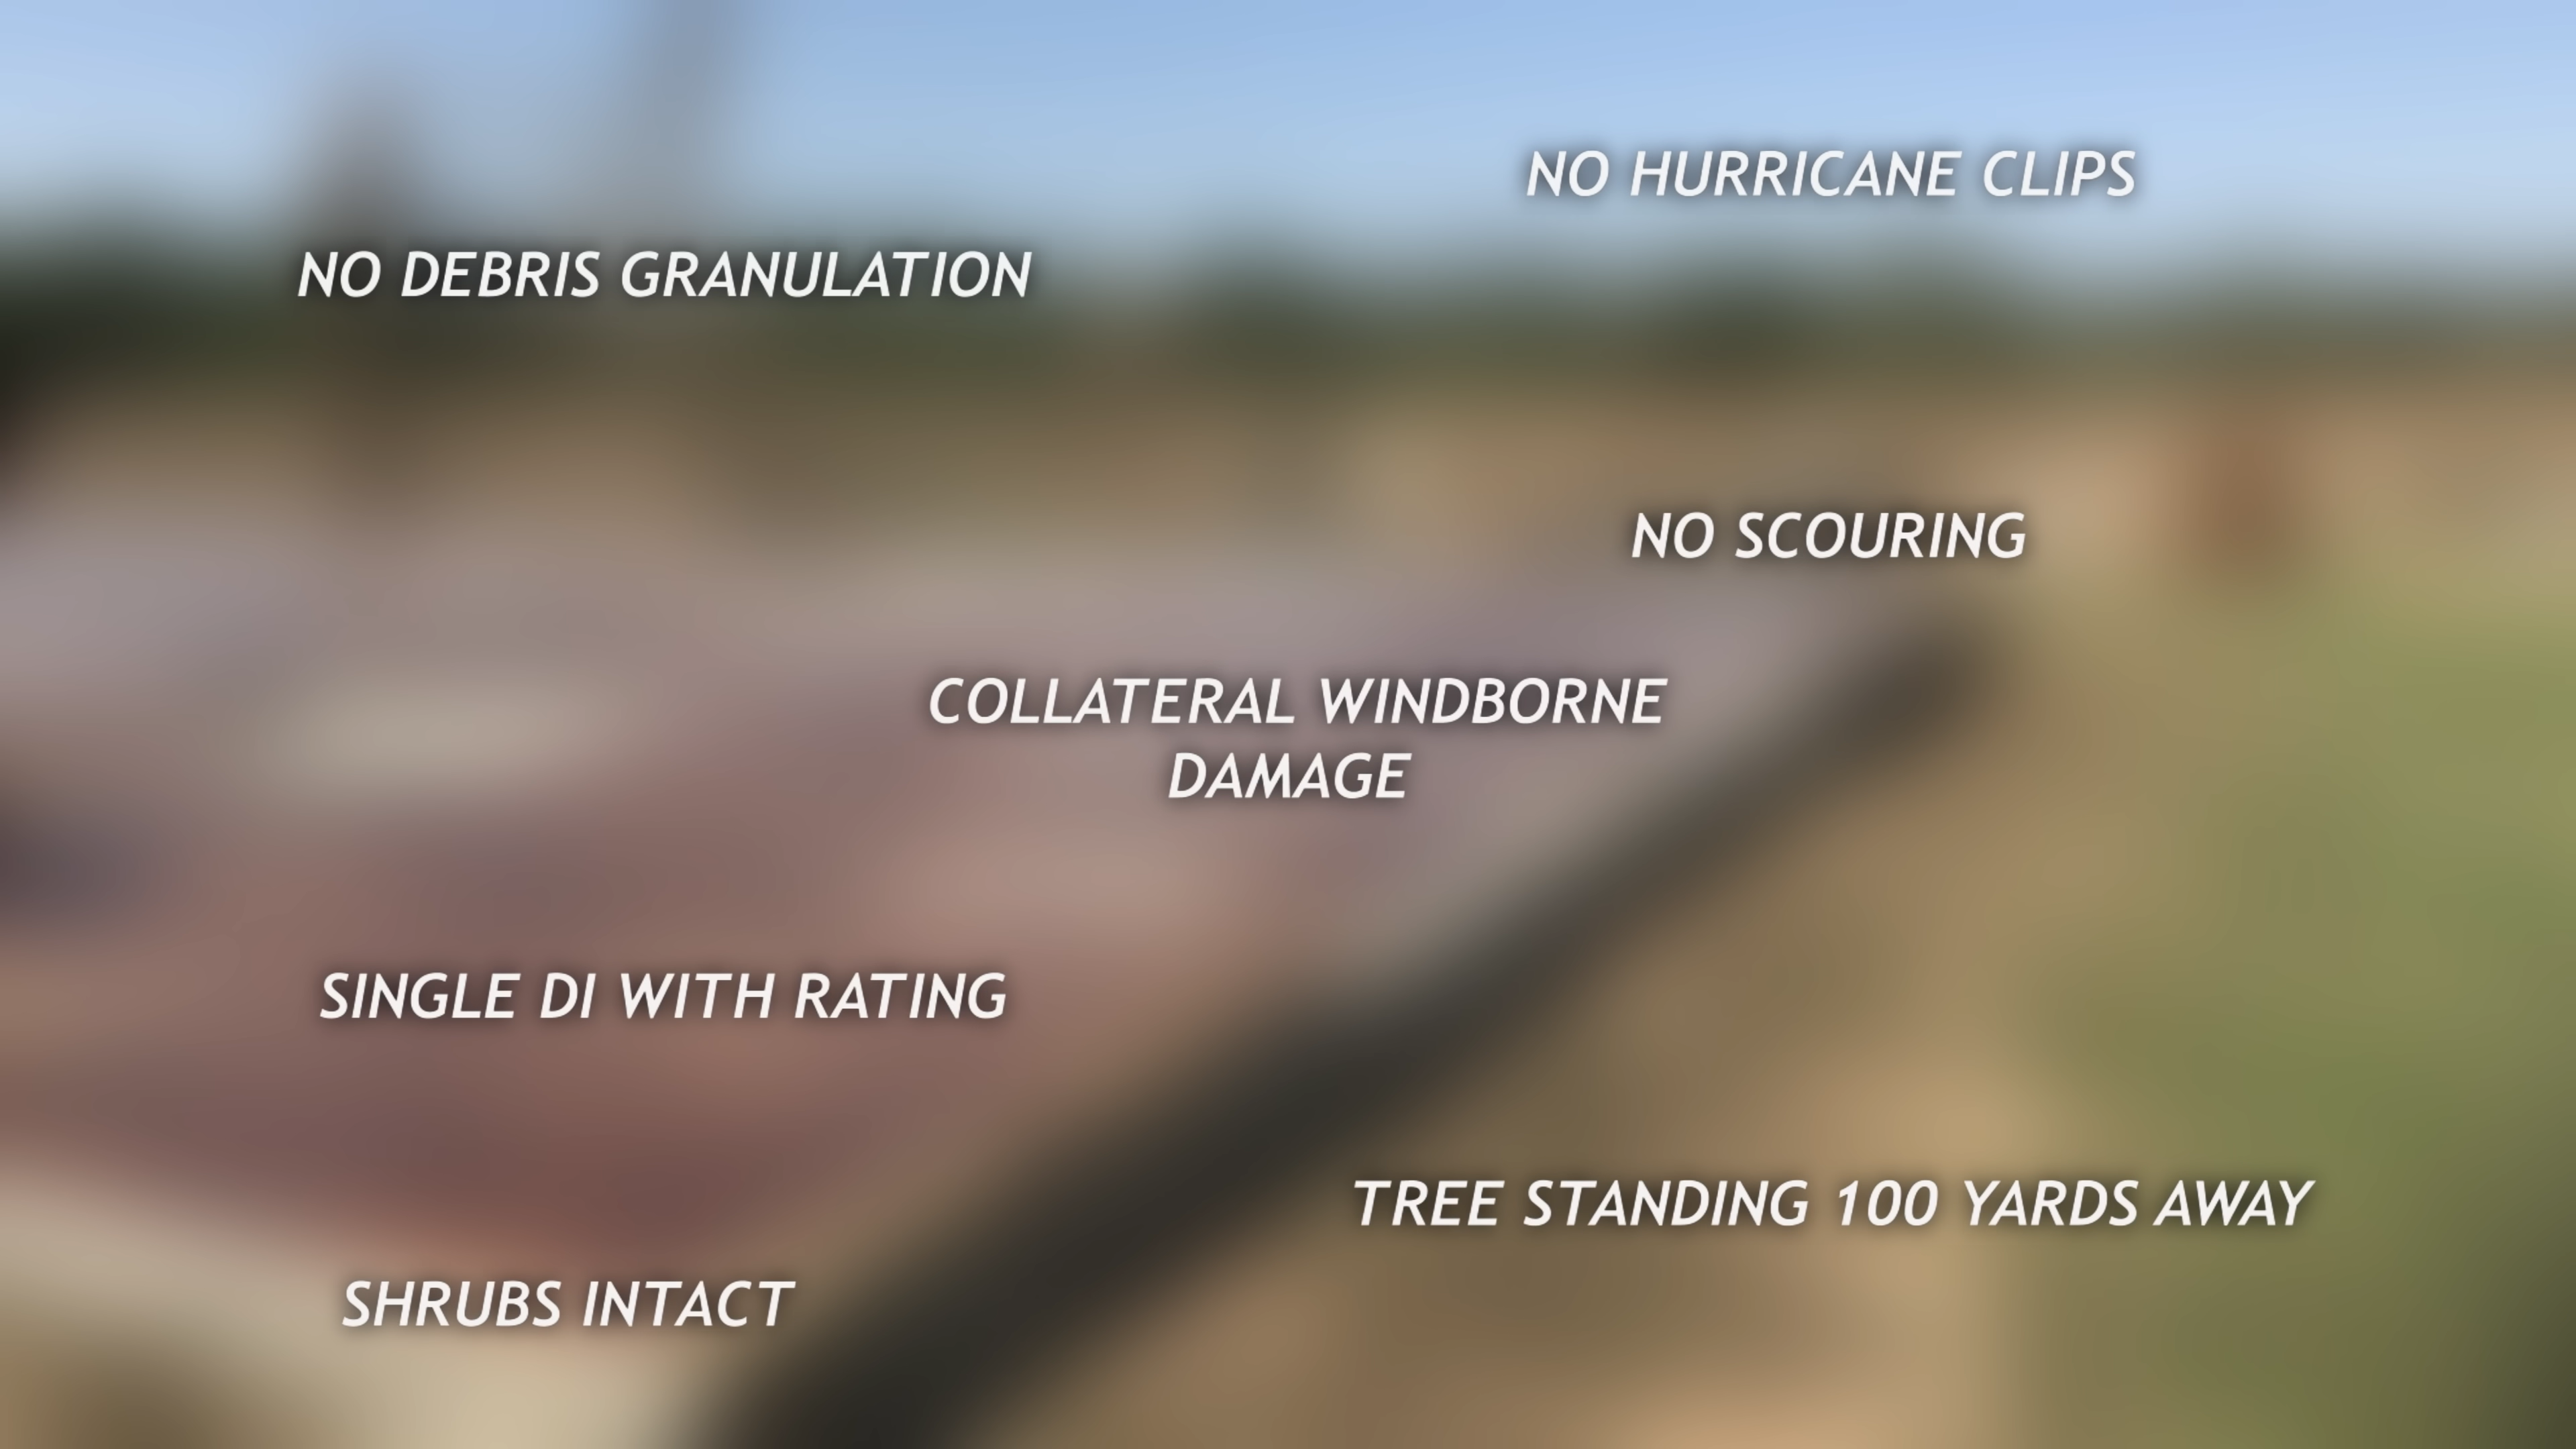 NO HURRICANE CLIPS
NO DEBRIS GRANULATION
NO SCOURING
COLLATERAL WINDBORNE
DAMAGE
SINGLE DI WITH RATING
TREE STANDING 100 YARDS AWAY
SHRUBS INTACT